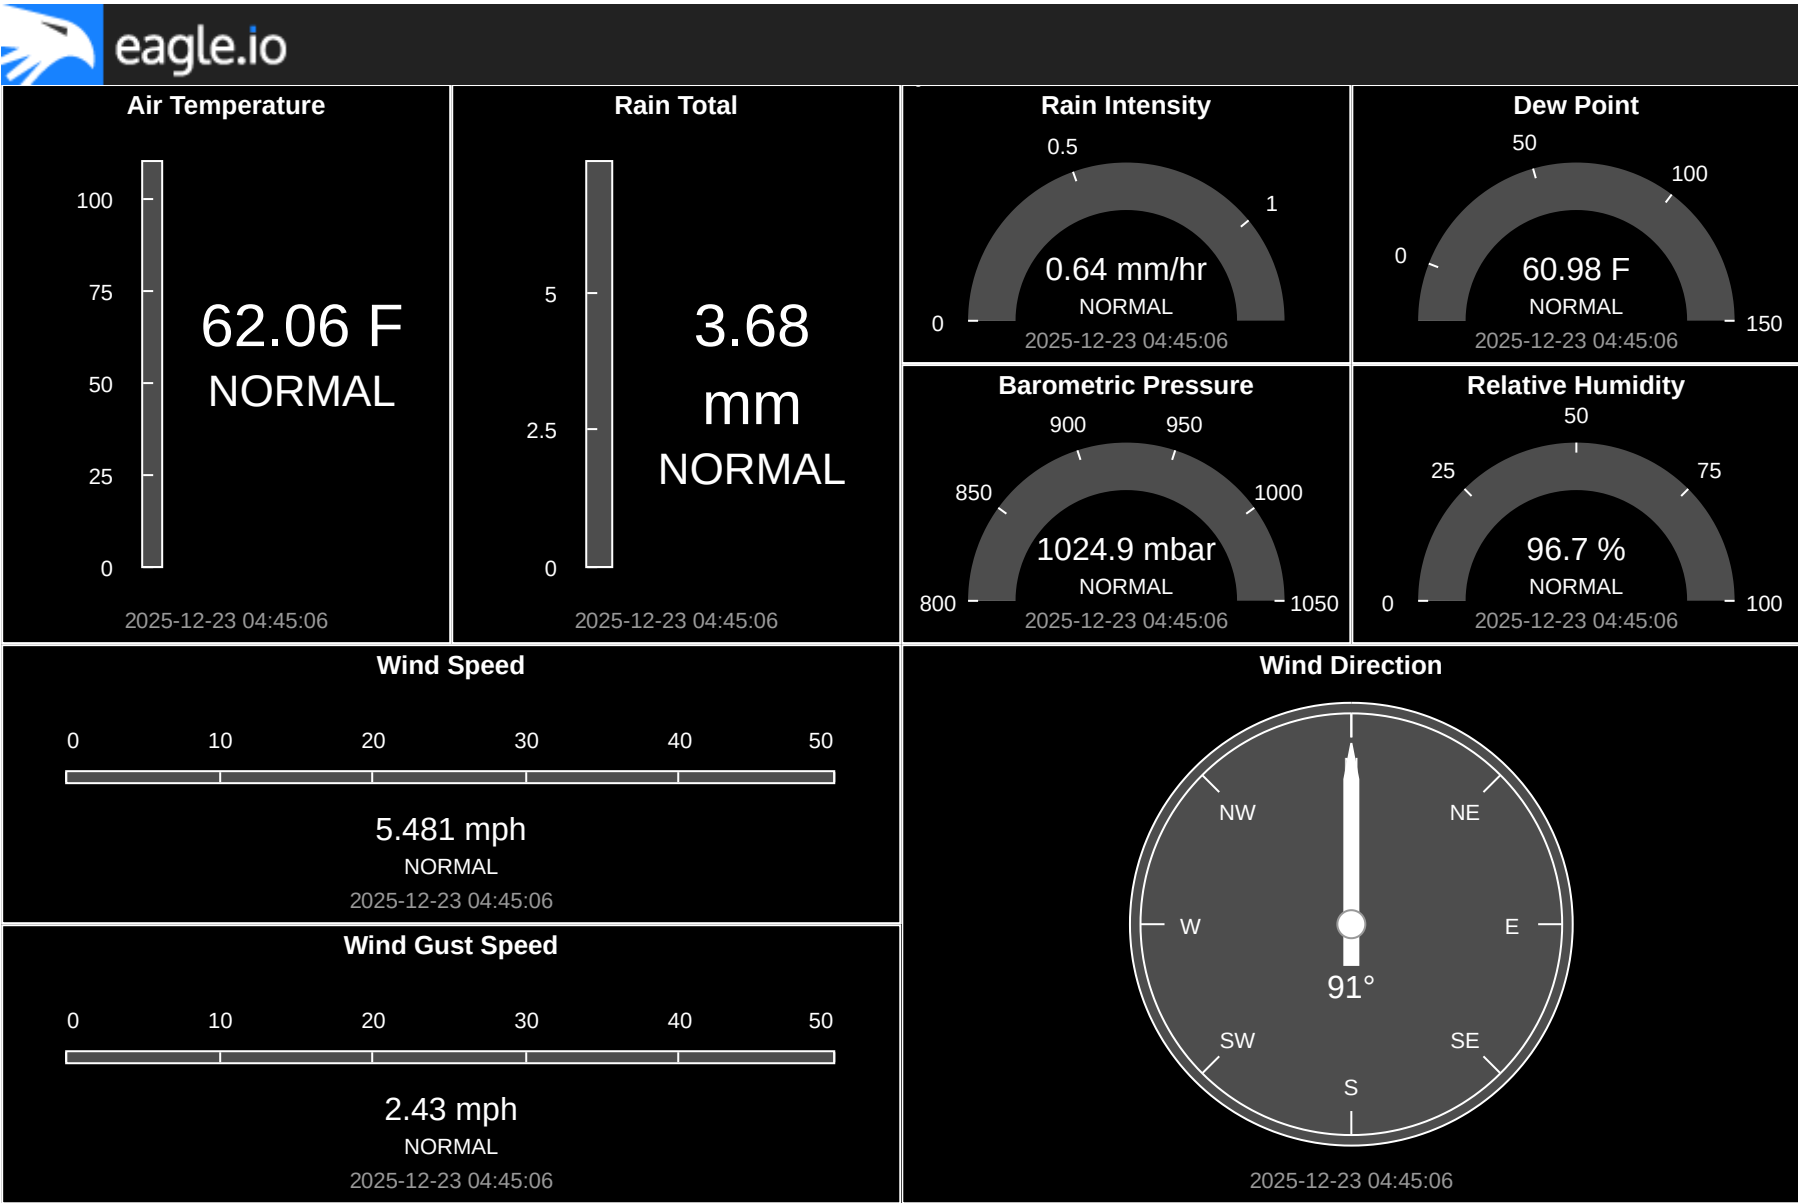 eagle.io
Air Temperature
100
75
50
25
0
62.06 F
NORMAL
2025-12-23 04:45:06
Rain Total
5
2.5
0
3.68
mm
NORMAL
2025-12-23 04:45:06
Rain Intensity
0.5
1
0
0.64 mm/hr
NORMAL
2025-12-23 04:45:06
Dew Point
50
100
0
150
60.98 F
NORMAL
2025-12-23 04:45:06
Barometric Pressure
900
950
850
1000
800
1050
1024.9 mbar
NORMAL
2025-12-23 04:45:06
Relative Humidity
50
25
75
0
100
96.7 %
NORMAL
2025-12-23 04:45:06
Wind Speed
0 10 20 30 40 50
5.481 mph
NORMAL
2025-12-23 04:45:06
Wind Gust Speed
0 10 20 30 40 50
2.43 mph
NORMAL
2025-12-23 04:45:06
Wind Direction
NW NE
W E
91°
SW SE
S
2025-12-23 04:45:06